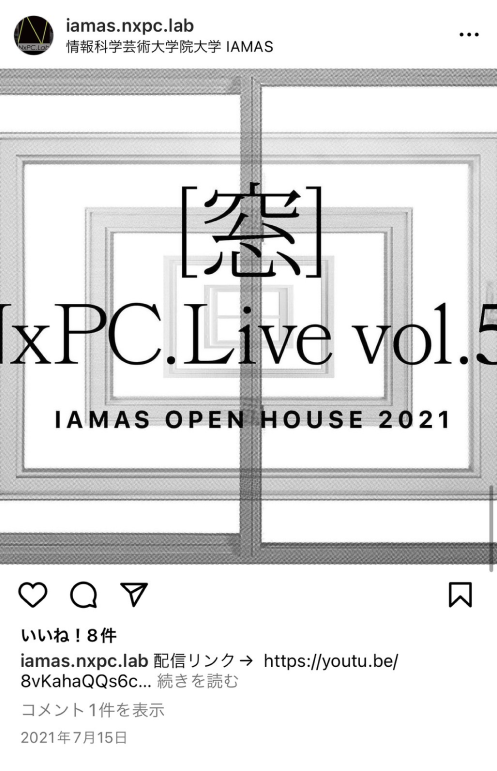 iamas.nxpc.lab
情報科学芸術大学院大学 IAMAS
[窓]
NxPC.Live vol.5
IAMAS OPEN HOUSE 2021
いいね!8件
iamas.nxpc.lab 配信リンク→ https://youtu.be/
8vKahaQQs6c... 続きを読む
コメント1件を表示
2021年7月15日